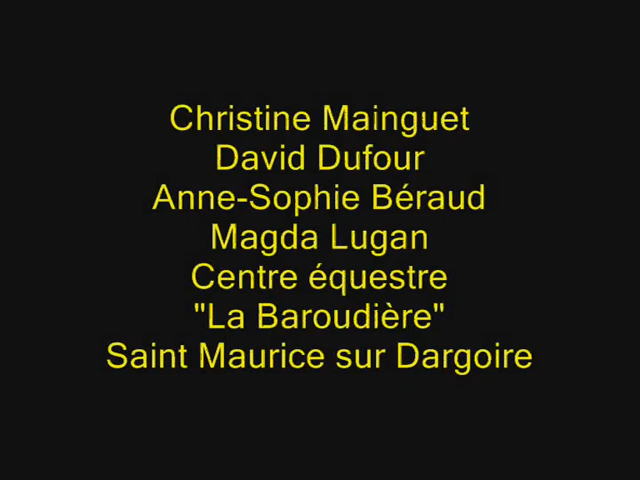 Christine Mainguet
David Dufour
Anne-Sophie Béraud
Magda Lugan
Centre équestre
"La Baroudière"
Saint Maurice sur Dargoire